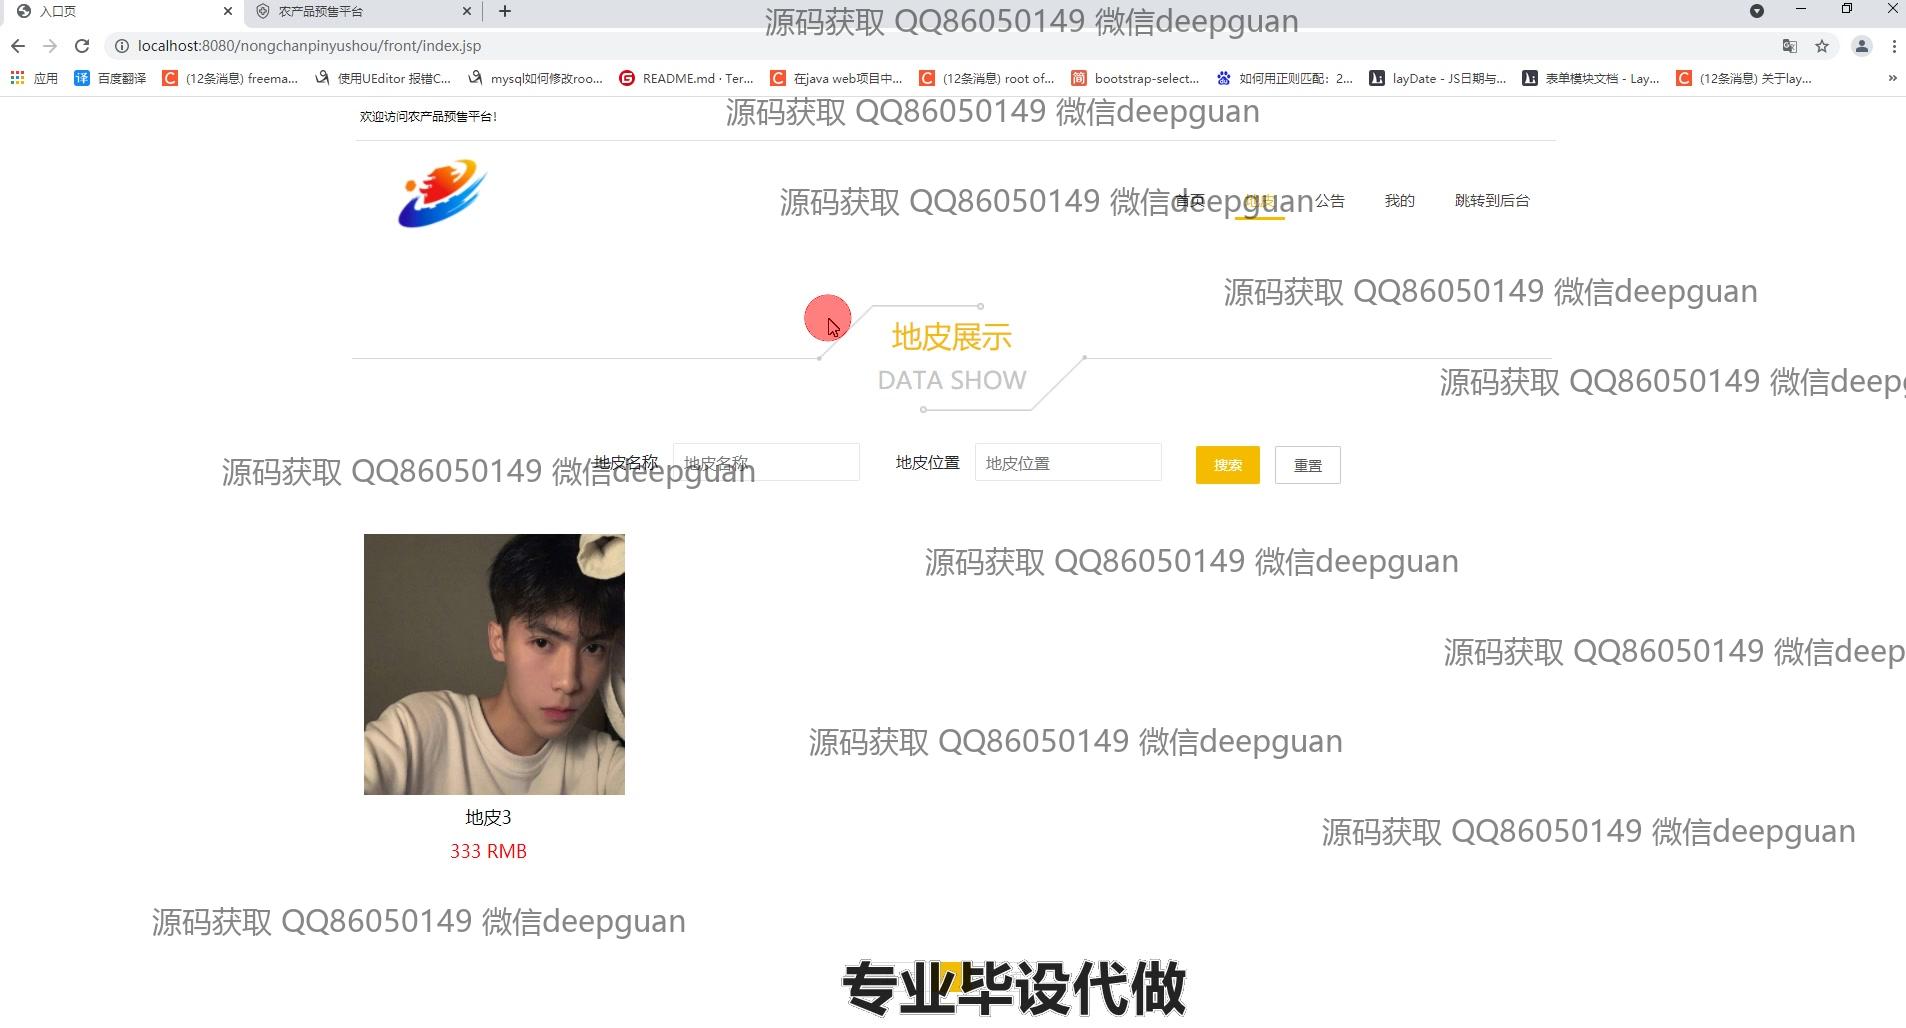 入口页
农产品预售平台
源码获取 QQ86050149 微信deepguan
localhost:8080/nongchanpinyushou/front/index.jsp
应用
百度翻译
(12条消息) freema...
使用UEditor 报错C...
mysql如何修改roo...
README.md · Ter...
在java web项目中...
(12条消息) root of...
bootstrap-select...
如何用正则匹配：2...
layDate - JS日期与...
表单模块文档 - Lay...
(12条消息) 关于lay...
欢迎访问农产品预售平台！
源码获取 QQ86050149 微信deepguan
源码获取 QQ86050149 微信deepguan
首页
地皮
公告
我的
跳转到后台
源码获取 QQ86050149 微信deepguan
地皮展示
DATA SHOW
源码获取 QQ86050149 微信deepg
地皮名称 地皮名称
地皮位置 地皮位置
搜索
重置
源码获取 QQ86050149 微信deepguan
源码获取 QQ86050149 微信deepguan
源码获取 QQ86050149 微信deep
源码获取 QQ86050149 微信deepguan
地皮3
源码获取 QQ86050149 微信deepguan
333 RMB
源码获取 QQ86050149 微信deepguan
专业毕设代做